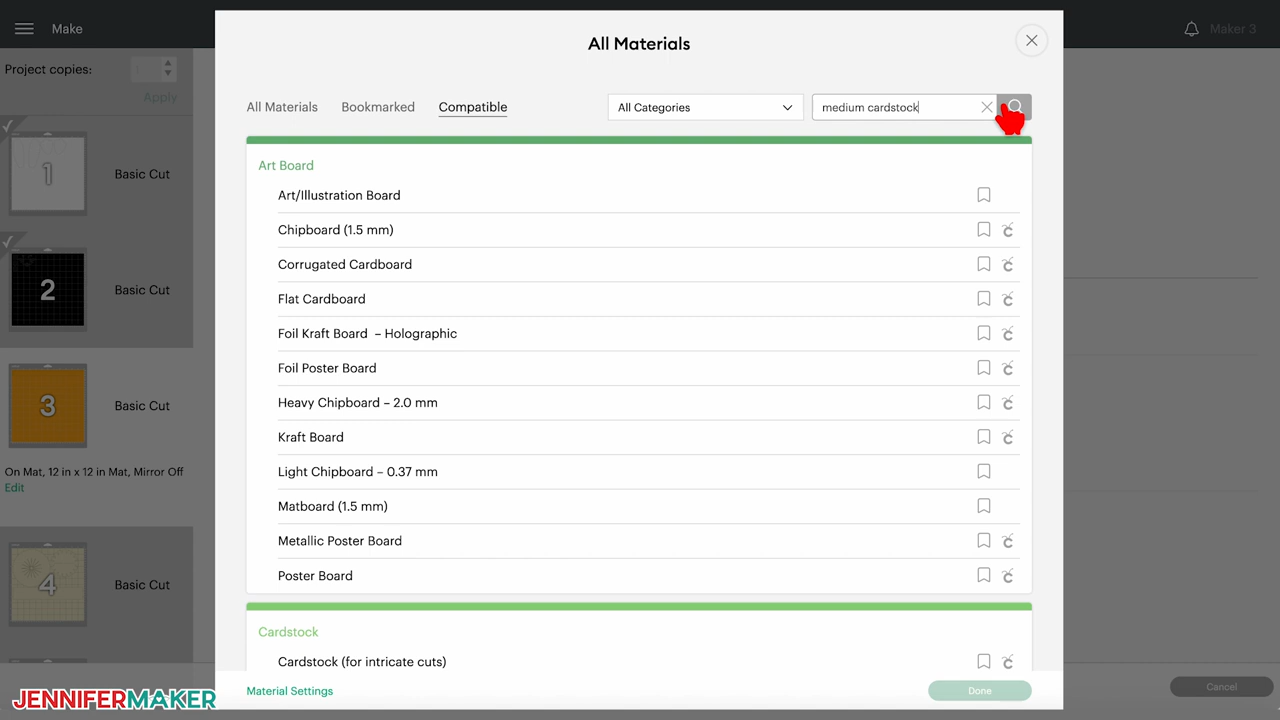 Make
Maker 3
All Materials
Project copies:
Apply
All Materials Bookmarked Compatible
All Categories
medium cardstock
1 Basic Cut
2 Basic Cut
3 Basic Cut
On Mat, 12 in x 12 in Mat, Mirror Off
Edit
4 Basic Cut
Art Board
Art/Illustration Board
Chipboard (1.5 mm)
Corrugated Cardboard
Flat Cardboard
Foil Kraft Board – Holographic
Foil Poster Board
Heavy Chipboard – 2.0 mm
Kraft Board
Light Chipboard – 0.37 mm
Matboard (1.5 mm)
Metallic Poster Board
Poster Board
Cardstock
Cardstock (for intricate cuts)
Material Settings
Done
Cancel
JENNIFERMAKER